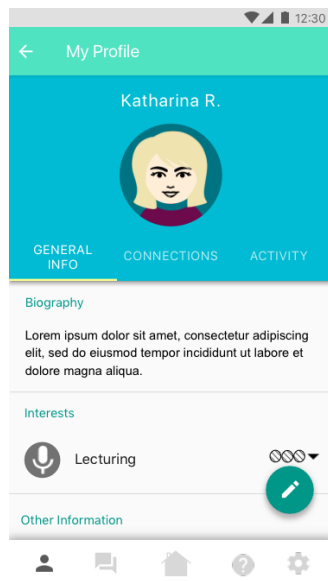 12:30
My Profile
Katharina R.
GENERAL
INFO
CONNECTIONS
ACTIVITY
Biography
Lorem ipsum dolor sit amet, consectetur adipiscing
elit, sed do eiusmod tempor incididunt ut labore et
dolore magna aliqua.
Interests
Lecturing
Other Information